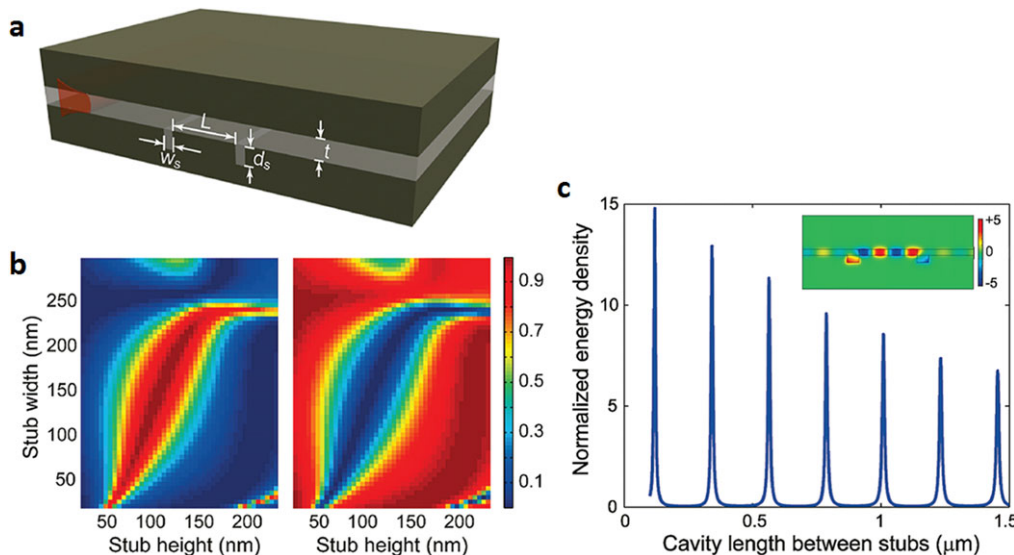 a
L
t
w_s
d_s
b
Stub width (nm)
250
200
150
100
50
50 100 150 200
Stub height (nm)
50 100 150 200
Stub height (nm)
0.9
0.7
0.5
0.3
0.1
c
Normalized energy density
15
10
5
0
0 0.5 1 1.5
Cavity length between stubs (μm)
+5
0
-5